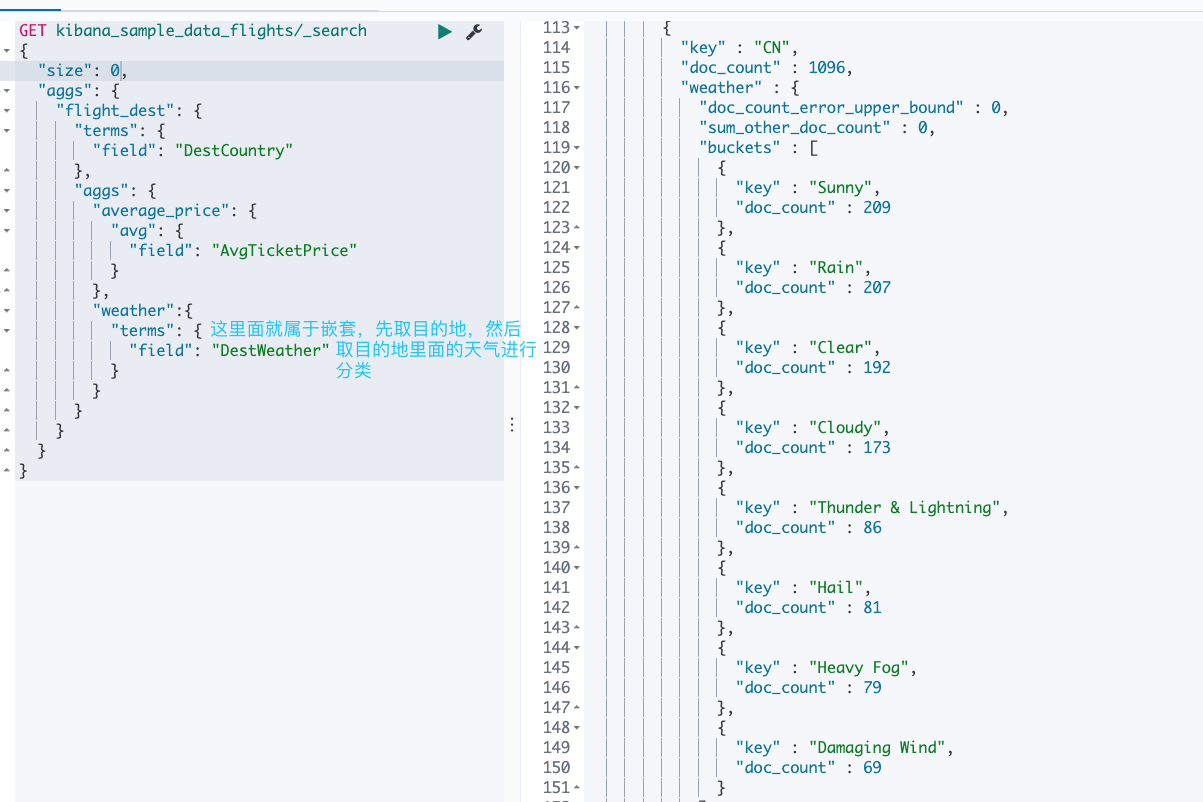 GET kibana_sample_data_flights/_search
{
"size": 0,
"aggs": {
"flight_dest": {
"terms": {
"field": "DestCountry"
},
"aggs": {
"average_price": {
"avg": {
"field": "AvgTicketPrice"
}
},
"weather":{
"terms": { 这里面就属于嵌套，先取目的地，然后
"field": "DestWeather" 取目的地里面的天气进行
} 分类
}
}
}
}
}
113 {
114 "key" : "CN",
115 "doc_count" : 1096,
116 "weather" : {
117 "doc_count_error_upper_bound" : 0,
118 "sum_other_doc_count" : 0,
119 "buckets" : [
120 {
121 "key" : "Sunny",
122 "doc_count" : 209
123 },
124 {
125 "key" : "Rain",
126 "doc_count" : 207
127 },
128 {
129 "key" : "Clear",
130 "doc_count" : 192
131 },
132 {
133 "key" : "Cloudy",
134 "doc_count" : 173
135 },
136 {
137 "key" : "Thunder & Lightning",
138 "doc_count" : 86
139 },
140 {
141 "key" : "Hail",
142 "doc_count" : 81
143 },
144 {
145 "key" : "Heavy Fog",
146 "doc_count" : 79
147 },
148 {
149 "key" : "Damaging Wind",
150 "doc_count" : 69
151 }